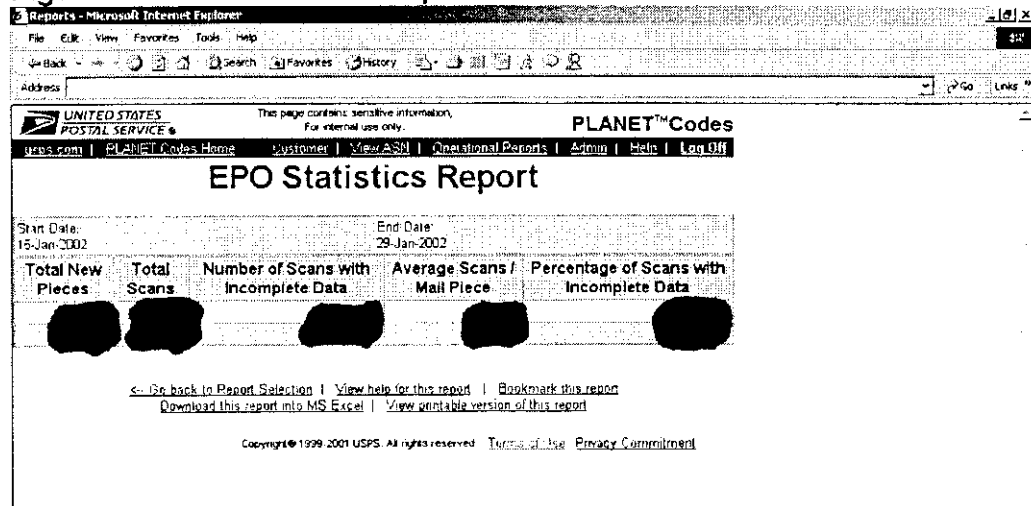 Reports - Microsoft Internet Explorer
File Edit View Favorites Tools Help
Back Search Favorites History
Address Go Links »
UNITED STATES POSTAL SERVICE ®
This page contains sensitive information, For internal use only.
PLANET™Codes
usps.com | PLANET Codes Home Customer | View ASN | Operational Reports | Admin | Help | Log Off
EPO Statistics Report
Start Date: End Date:
29-Jan-2002
Total New Pieces Total Scans Number of Scans with Incomplete Data Average Scans / Mail Piece Percentage of Scans with Incomplete Data
<-- Go back to Report Selection | View help for this report | Bookmark this report
Download this report into MS Excel | View printable version of this report
Copyright© 1999-2001 USPS. All rights reserved Terms of Use Privacy Commitment